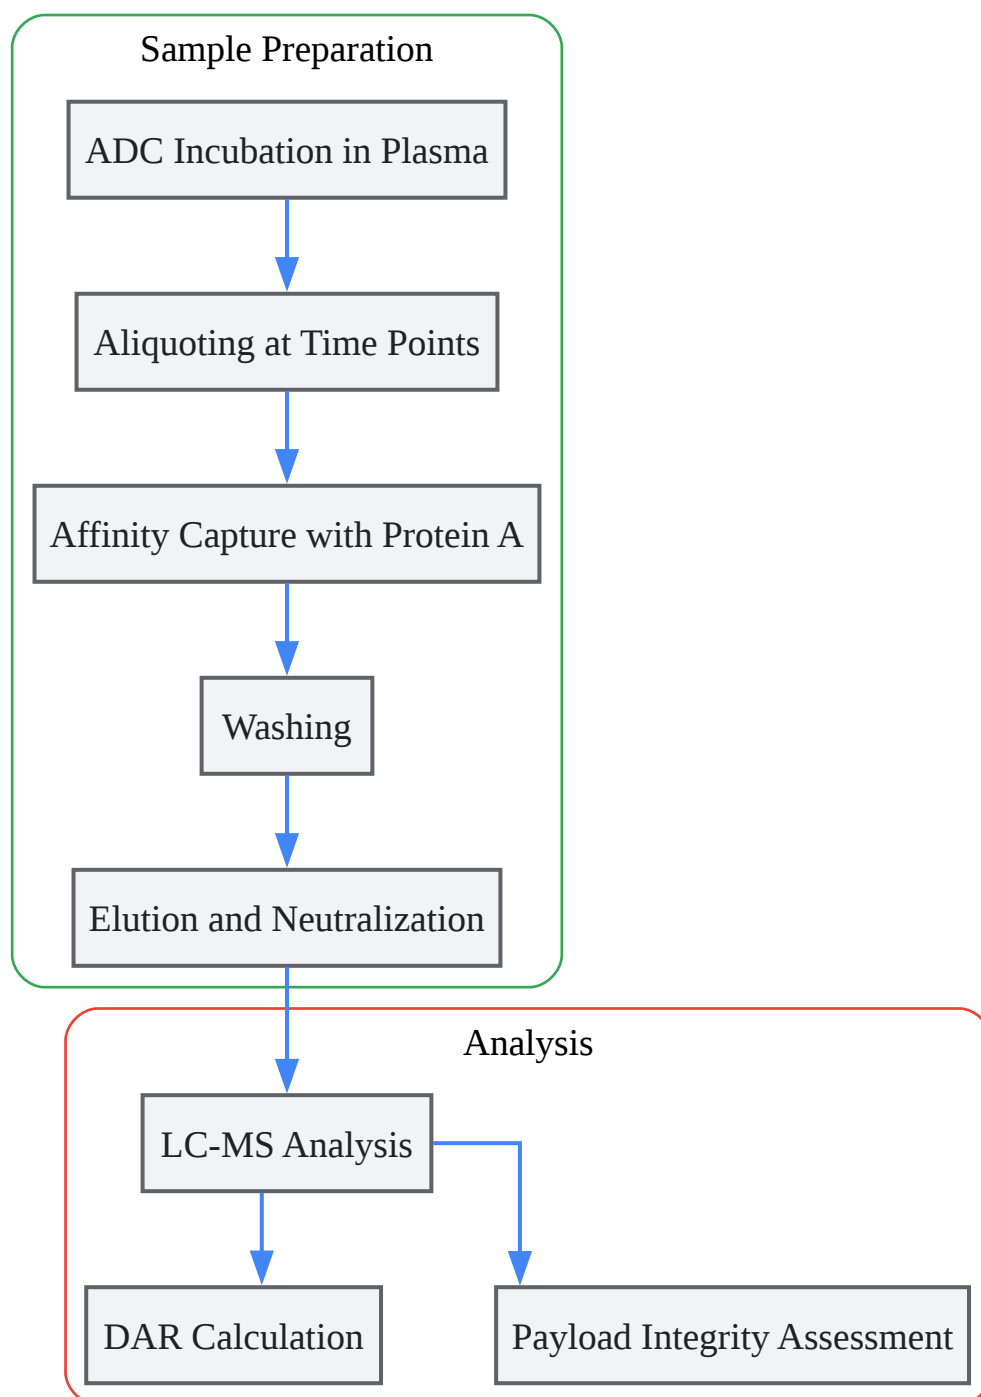 Sample Preparation
ADC Incubation in Plasma
Aliquoting at Time Points
Affinity Capture with Protein A
Washing
Elution and Neutralization
Analysis
LC-MS Analysis
DAR Calculation
Payload Integrity Assessment